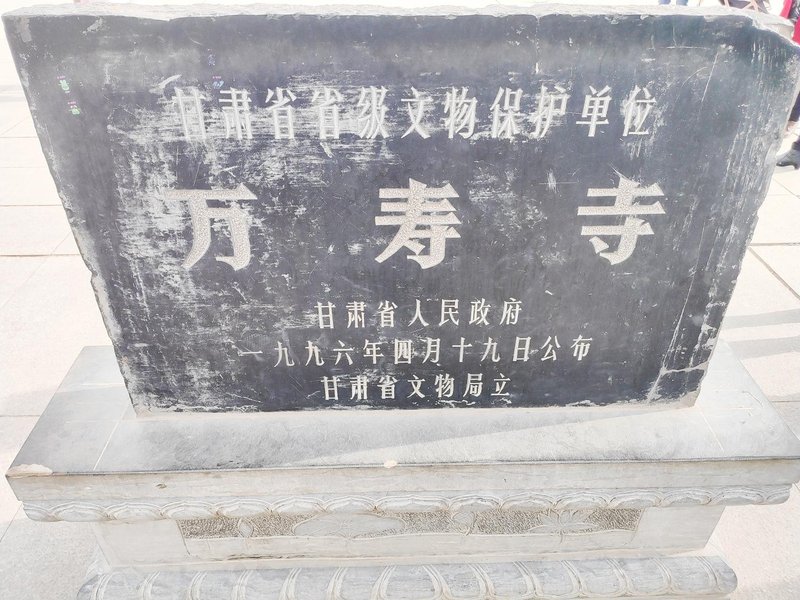 甘肃省省级文物保护单位
万寿寺
甘肃省人民政府
一九九六年四月十九日公布
甘肃省文物局立